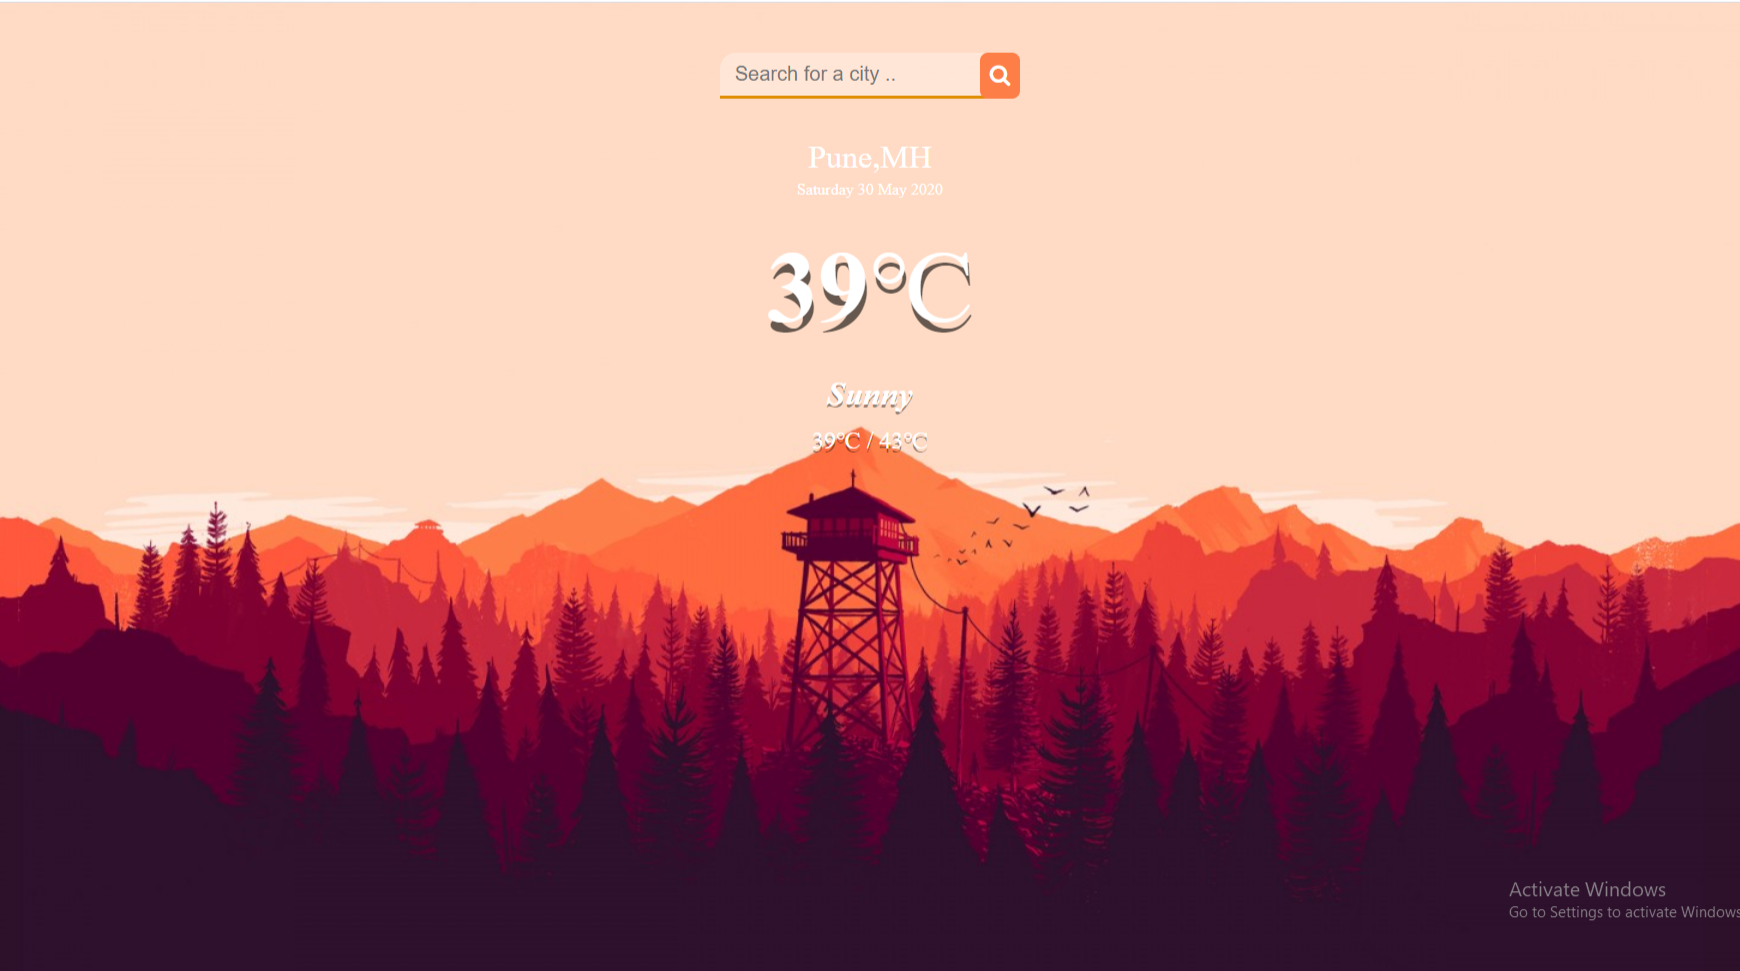 Search for a city ..
Pune,MH
Saturday 30 May 2020
39°C
Sunny
39°C / 43°C
Activate Windows
Go to Settings to activate Windows